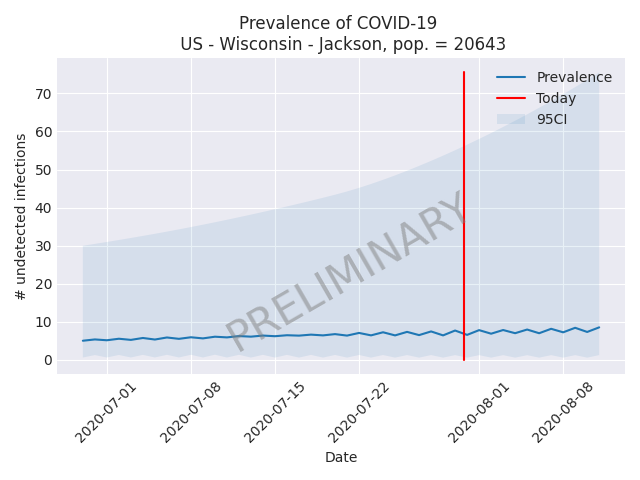 Prevalence of COVID-19
US - Wisconsin - Jackson, pop. = 20643
# undetected infections
70
60
50
40
30
20
10
0
Prevalence
Today
95CI
PRELIMINARY
2020-07-01
2020-07-08
2020-07-15
2020-07-22
2020-08-01
2020-08-08
Date